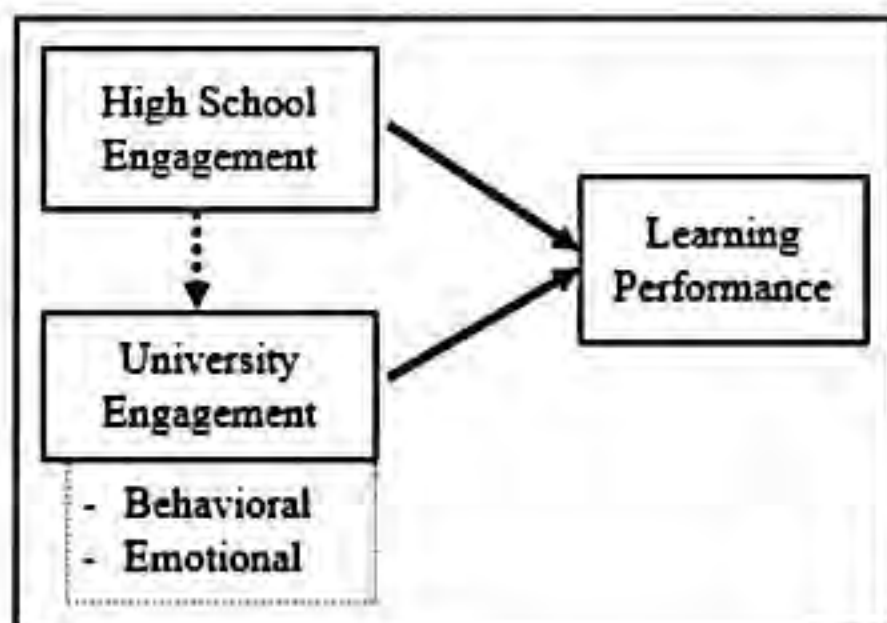 High School
Engagement
University
Engagement
- Behavioral
- Emotional
Learning
Performance